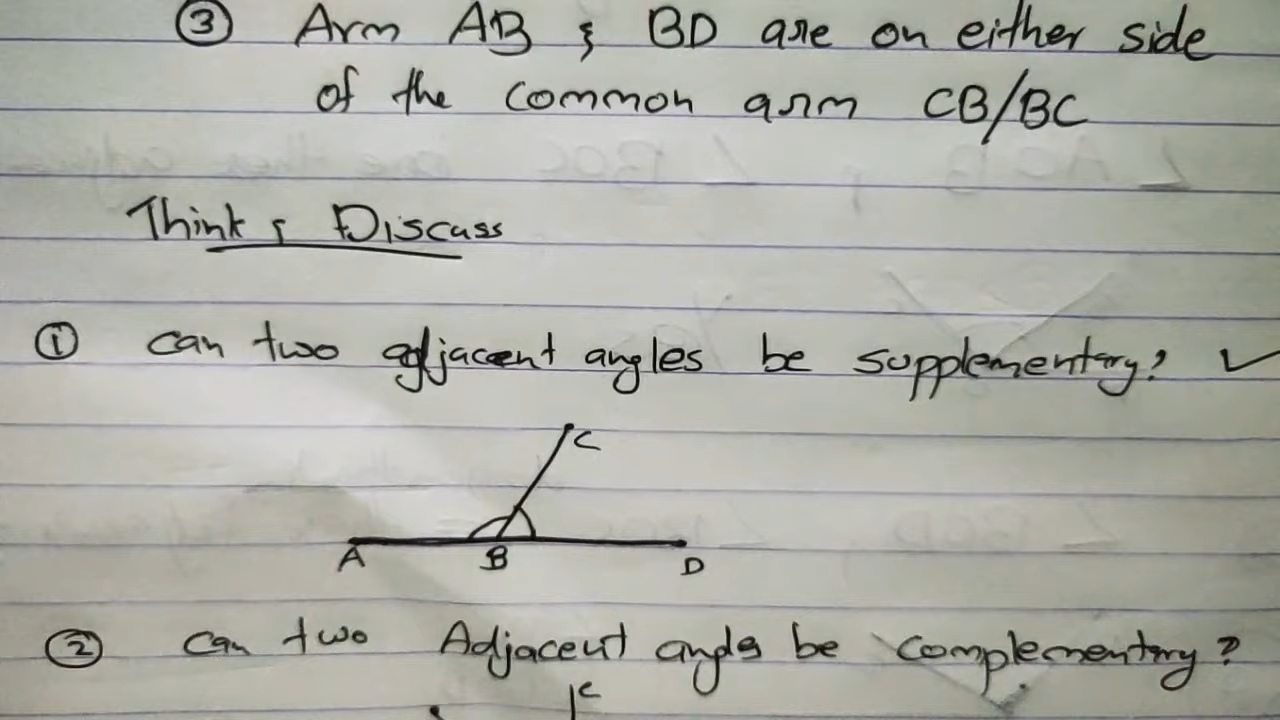 ③ Arm AB & BD are on either side
of the common arm CB/BC
Think & Discuss
① can two adjacent angles be supplementary? ✓
C
A B D
② Can two Adjacent angles be Complementary?
C